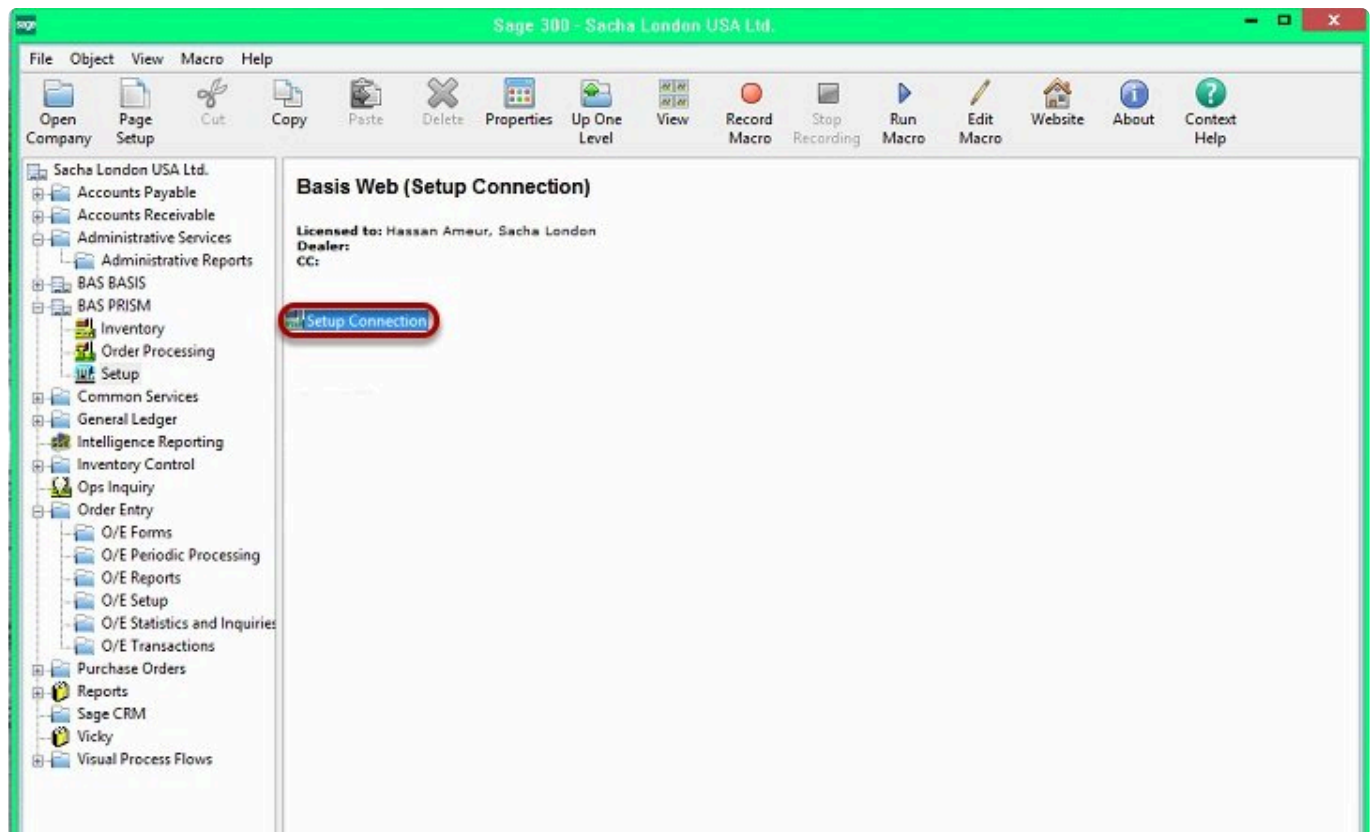 sage
Sage 300 - Sacha London USA Ltd.
File Object View Macro Help
Open Company
Page Setup
Cut
Copy
Paste
Delete
Properties
Up One Level
View
Record Macro
Stop Recording
Run Macro
Edit Macro
Website
About
Context Help
Sacha London USA Ltd.
Accounts Payable
Accounts Receivable
Administrative Services
Administrative Reports
BAS BASIS
BAS PRISM
Inventory
Order Processing
Setup
Common Services
General Ledger
Intelligence Reporting
Inventory Control
Ops Inquiry
Order Entry
O/E Forms
O/E Periodic Processing
O/E Reports
O/E Setup
O/E Statistics and Inquiries
O/E Transactions
Purchase Orders
Reports
Sage CRM
Vicky
Visual Process Flows
Basis Web (Setup Connection)
Licensed to: Hassan Ameur, Sacha London
Dealer:
CC:
Setup Connection